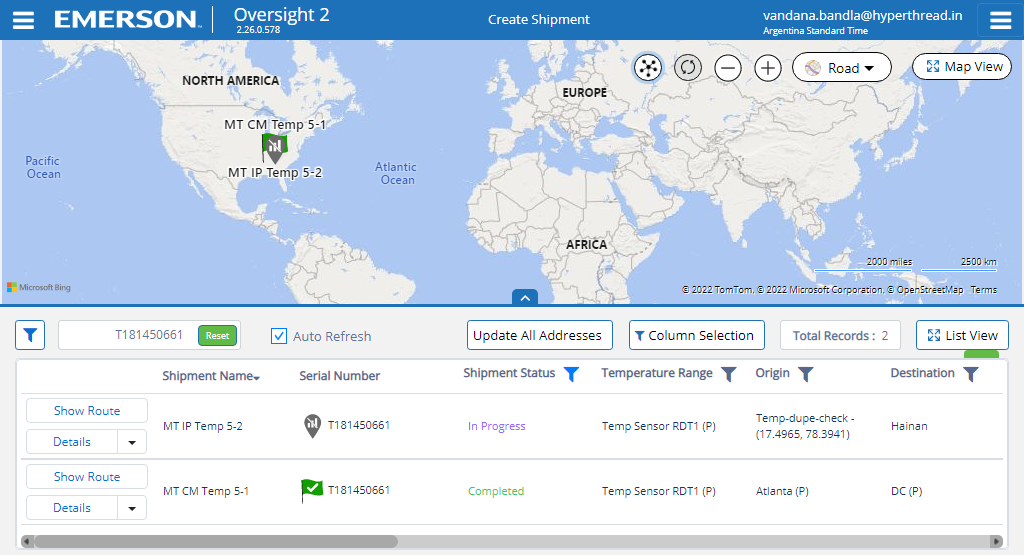 EMERSON.
Oversight 2
2.26.0.578
Create Shipment
vandana.bandla@hyperthread.in
Argentina Standard Time
NORTH AMERICA
EUROPE
Road
Map View
MT CM Temp 5-1
MT IP Temp 5-2
Pacific
Ocean
Atlantic
Ocean
AFRICA
2000 miles
2500 km
Microsoft Bing
© 2022 TomTom, © 2022 Microsoft Corporation, © OpenStreetMap Terms
T181450661
Reset
Auto Refresh
Update All Addresses
Column Selection
Total Records : 2
List View
Shipment Name
Serial Number
Shipment Status
Temperature Range
Origin
Destination
Show Route
Details
MT IP Temp 5-2
T181450661
In Progress
Temp Sensor RDT1 (P)
Temp-dupe-check -
(17.4965, 78.3941)
Hainan
Show Route
Details
MT CM Temp 5-1
T181450661
Completed
Temp Sensor RDT1 (P)
Atlanta (P)
DC (P)